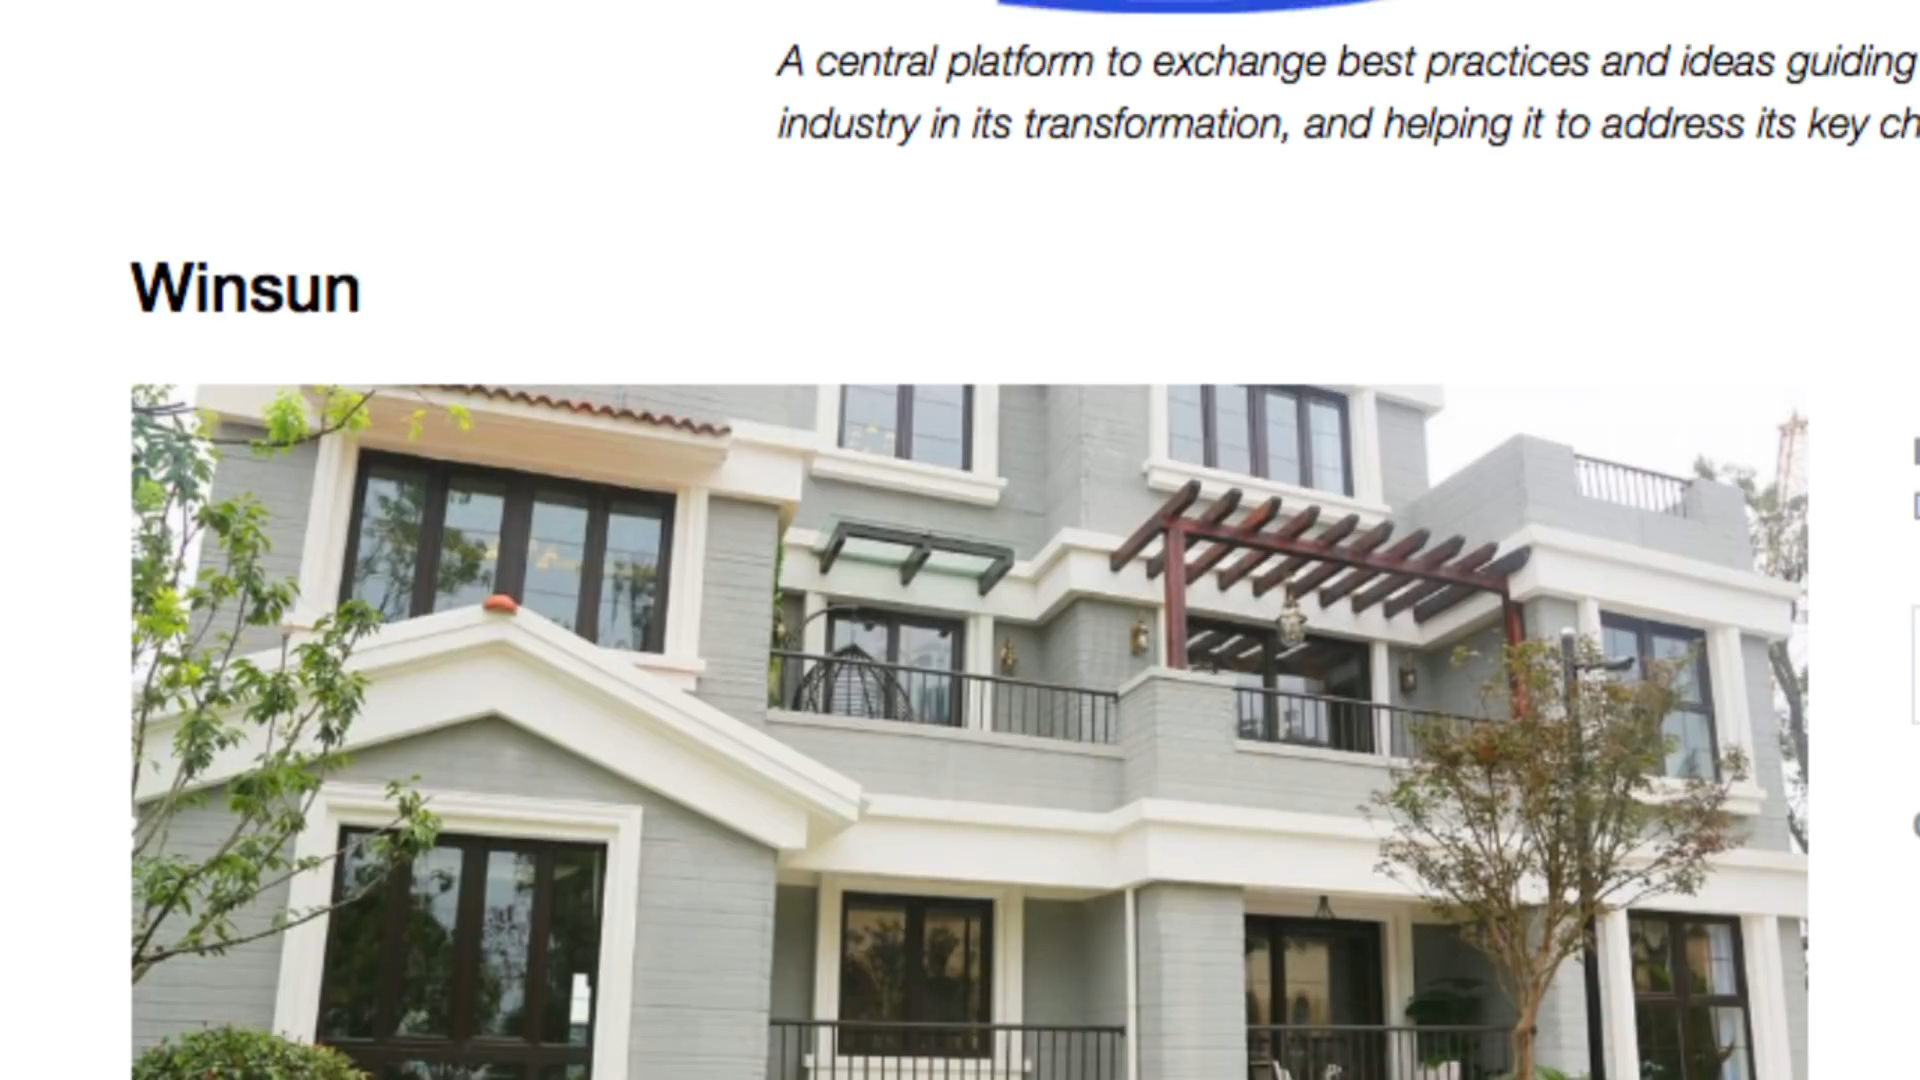 A central platform to exchange best practices and ideas guiding
industry in its transformation, and helping it to address its key ch
Winsun